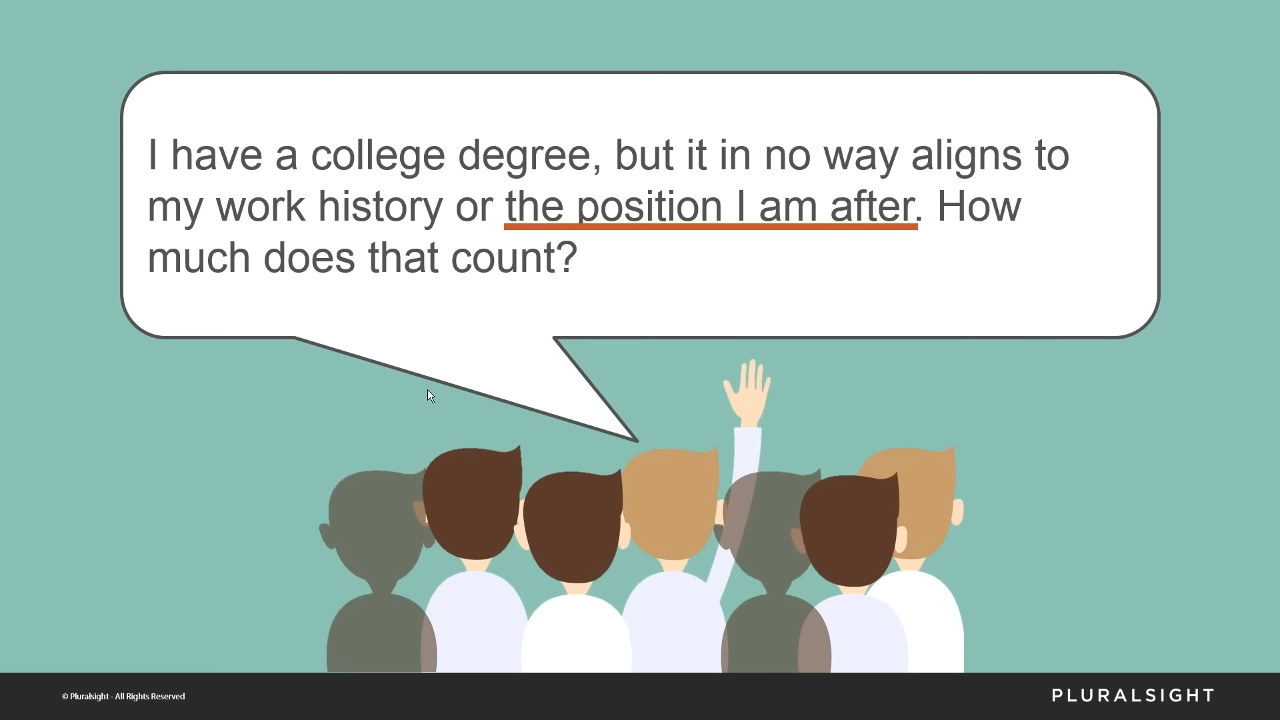 I have a college degree, but it in no way aligns to
my work history or the position I am after. How
much does that count?
© Pluralsight - All Rights Reserved
PLURALSIGHT